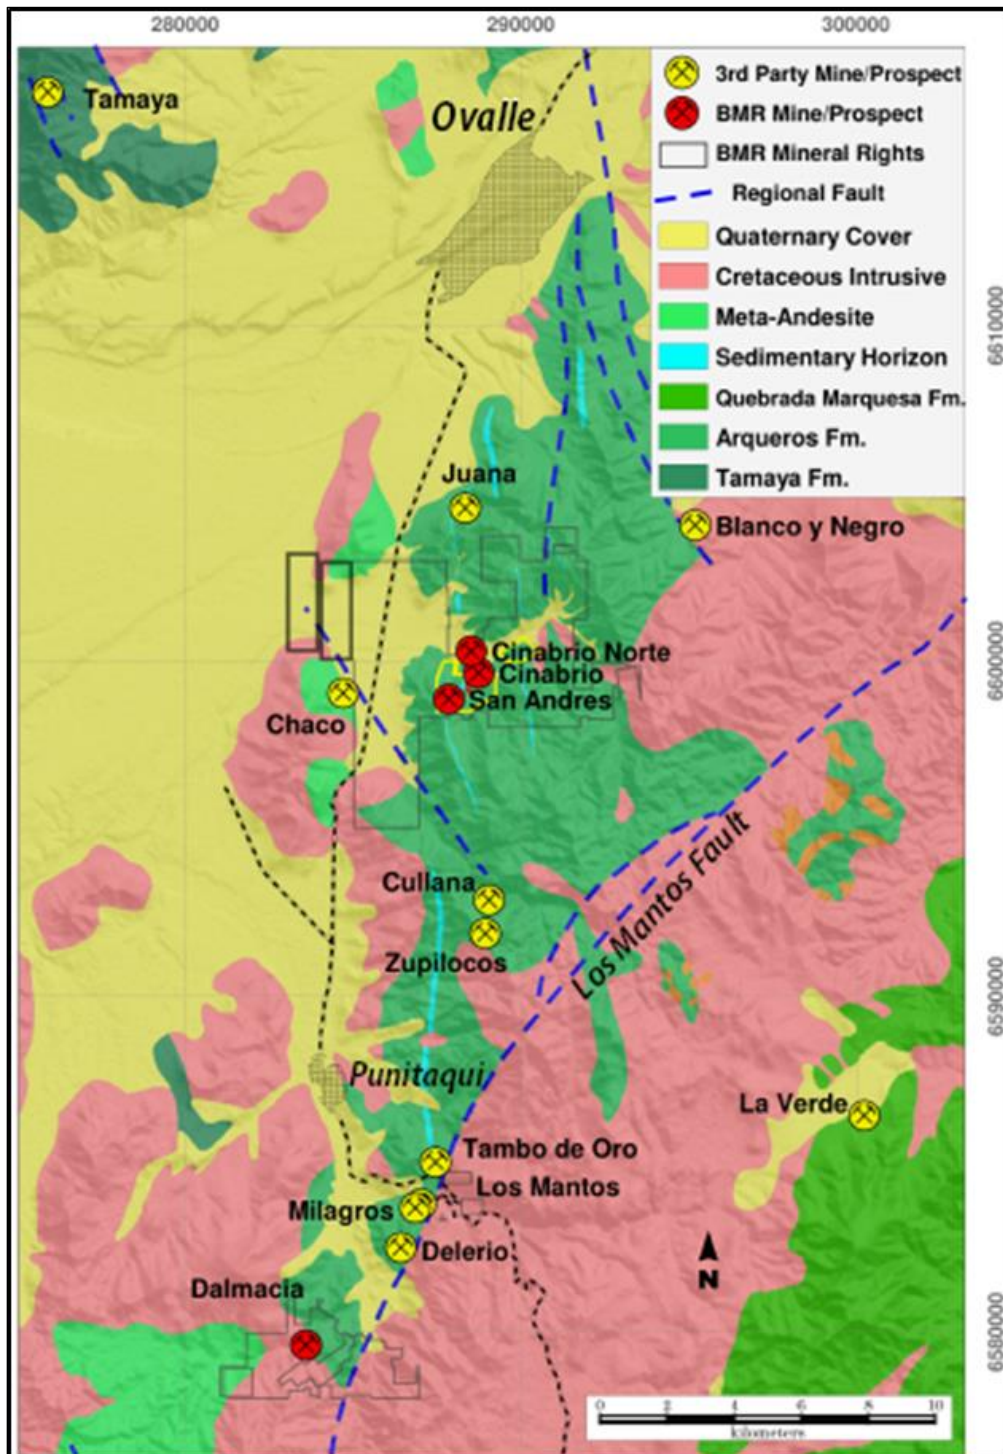 280000 290000 300000
Tamaya
Ovalle
3rd Party Mine/Prospect
BMR Mine/Prospect
BMR Mineral Rights
Regional Fault
Quaternary Cover
Cretaceous Intrusive
Meta-Andesite
Sedimentary Horizon
Quebrada Marquesa Fm.
Arqueros Fm.
Tamaya Fm.
6610000
Juana
Blanco y Negro
Cinabrio Norte
Cinabrio
San Andres
6600000
Chaco
Los Mantos Fault
Cullana
Zupilocos
6590000
Punitaqui
La Verde
Tambo de Oro
Los Mantos
Milagros
Delerio
N
Dalmacia
6580000
0 2 4 6 8 10
kilometers